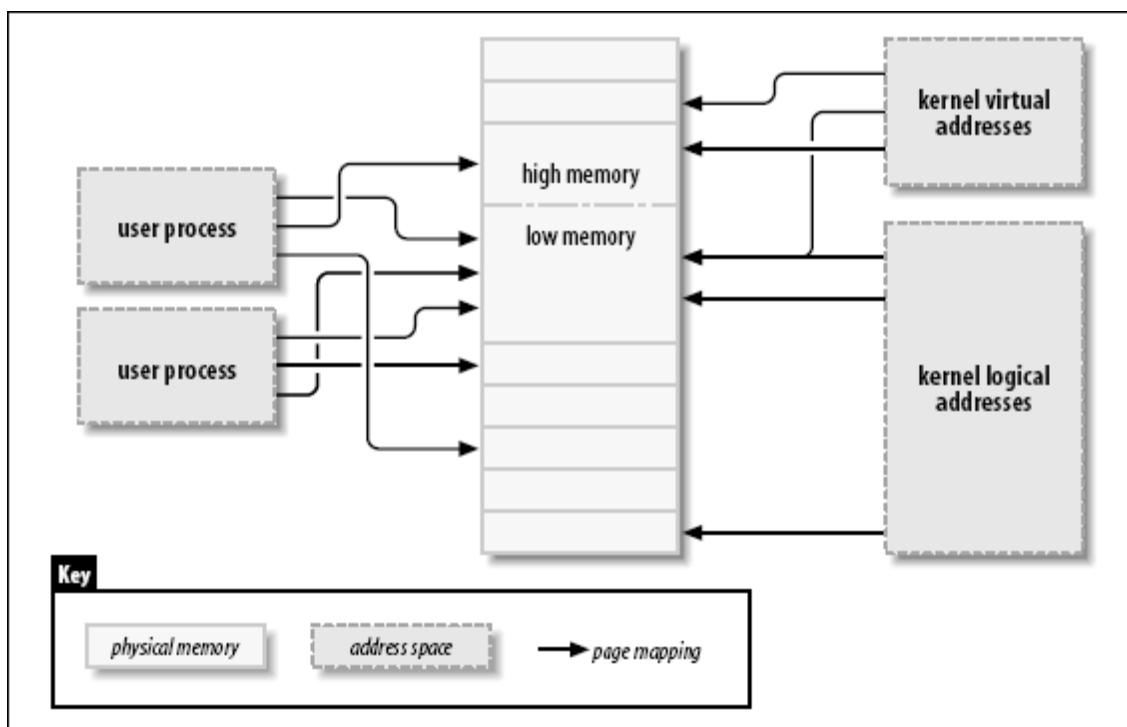 kernel virtual
addresses
high memory
user process
low memory
user process
kernel logical
addresses
Key
physical memory
address space
page mapping